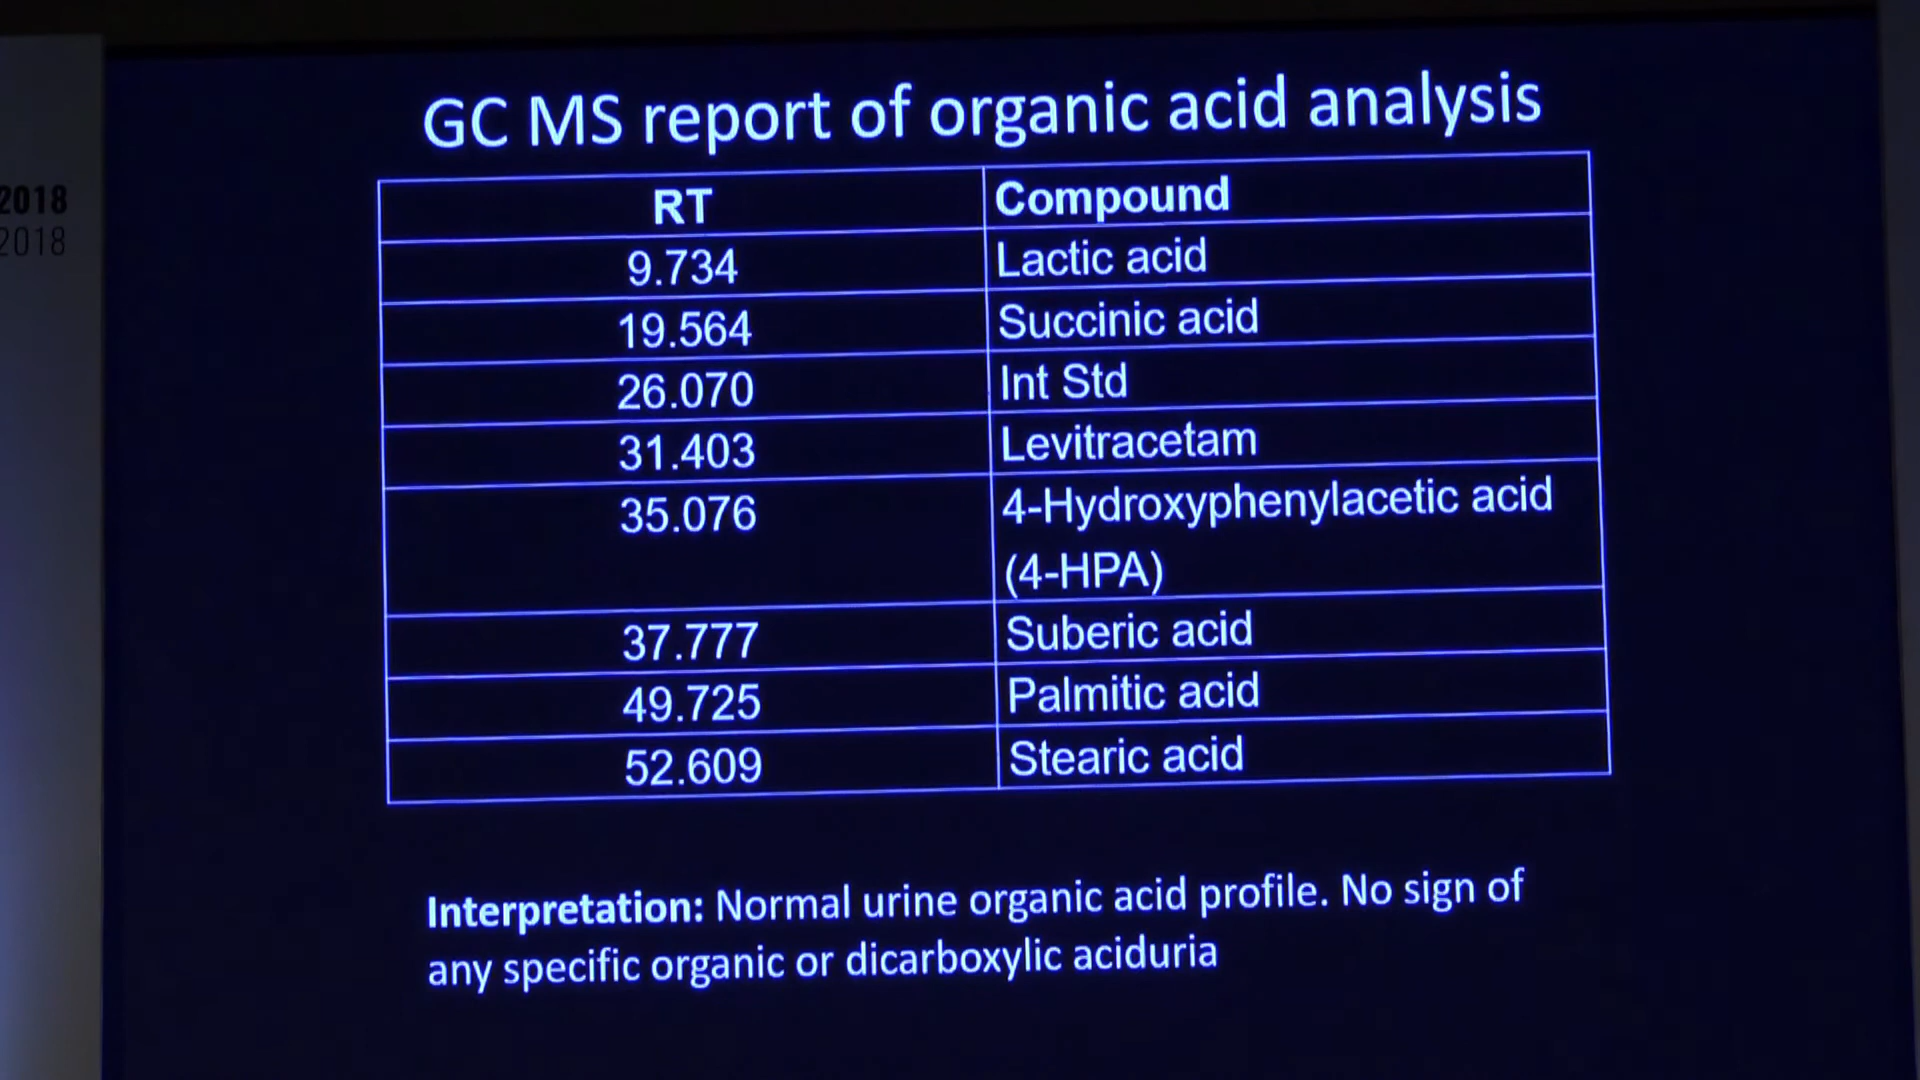 2018
2018
GC MS report of organic acid analysis
RT Compound
9.734 Lactic acid
19.564 Succinic acid
26.070 Int Std
31.403 Levitracetam
35.076 4-Hydroxyphenylacetic acid
(4-HPA)
37.777 Suberic acid
49.725 Palmitic acid
52.609 Stearic acid
Interpretation: Normal urine organic acid profile. No sign of
any specific organic or dicarboxylic aciduria